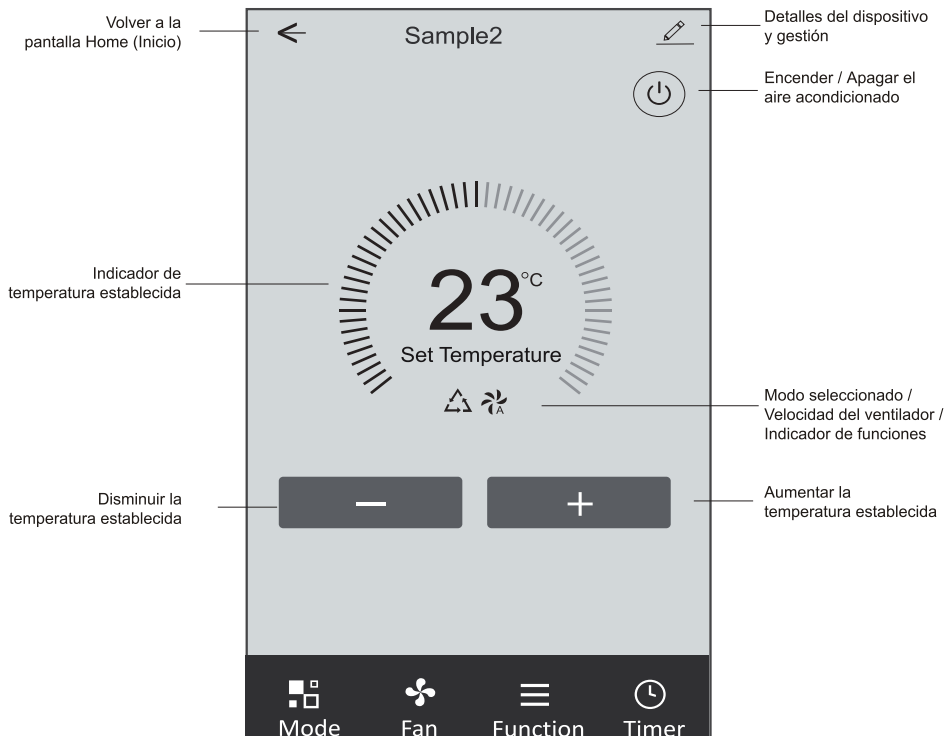 Volver a la
pantalla Home (Inicio)
Sample2
Detalles del dispositivo
y gestión
Encender / Apagar el
aire acondicionado
Indicador de
temperatura establecida
23°C
Set Temperature
A
Modo seleccionado /
Velocidad del ventilador /
Indicador de funciones
Disminuir la
temperatura establecida
Aumentar la
temperatura establecida
Mode Fan Function Timer